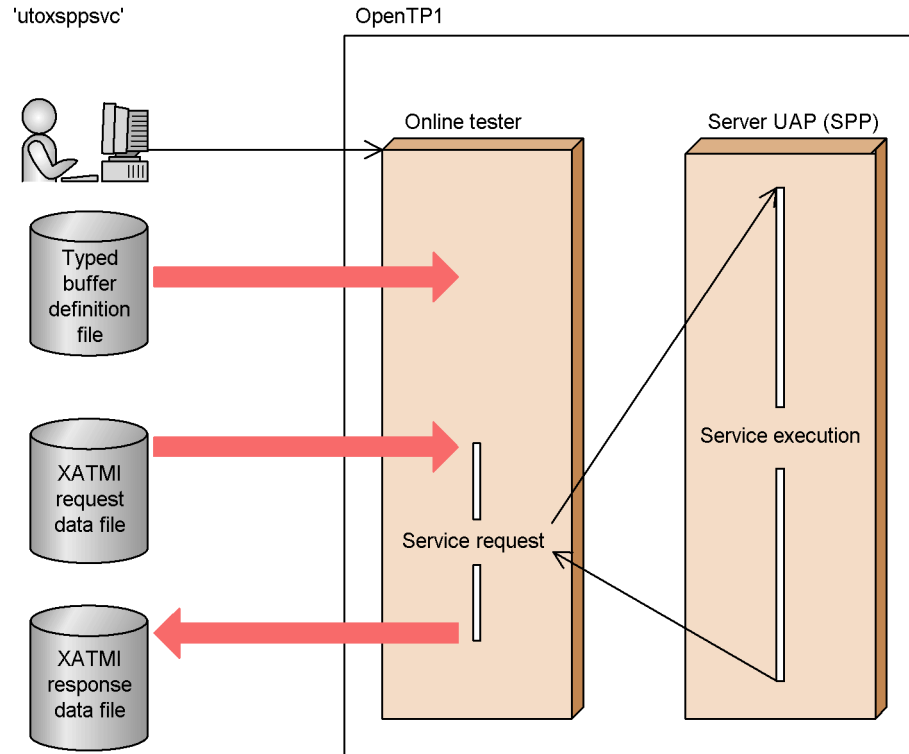 'utoxsppsvc'
OpenTP1
Online tester
Server UAP (SPP)
Typed
buffer
definition
file
XATMI
request
data file
Service request
Service execution
XATMI
response
data file